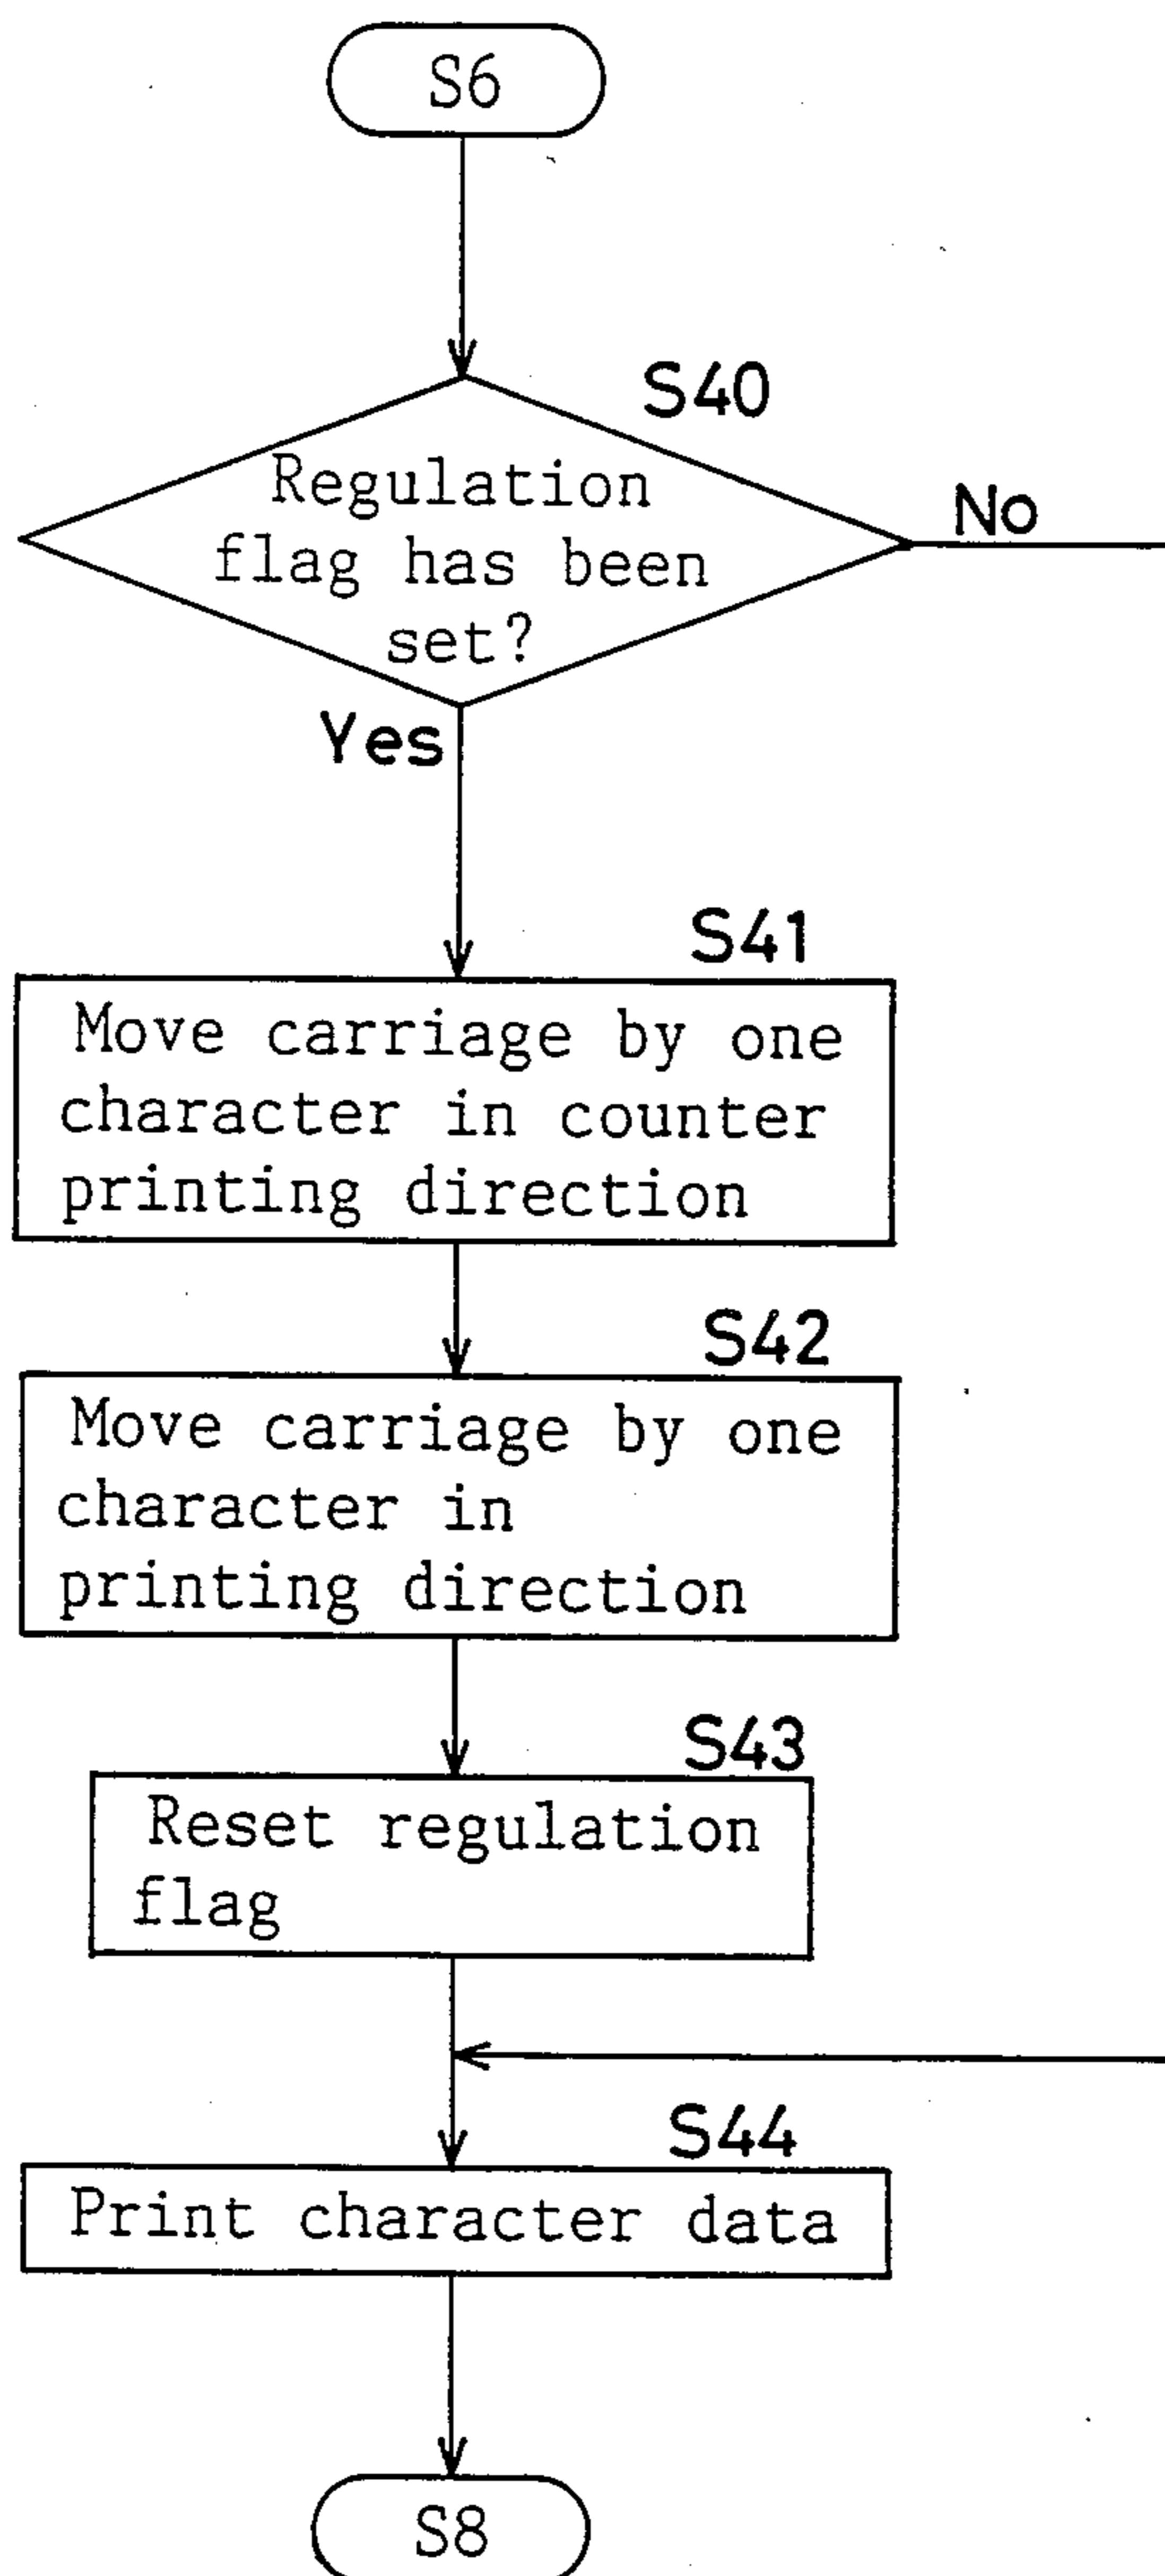 S6
S40
Regulation
flag has been
set?
No
Yes
S41
Move carriage by one
character in counter
printing direction
S42
Move carriage by one
character in
printing direction
S43
Reset regulation
flag
S44
Print character data
S8